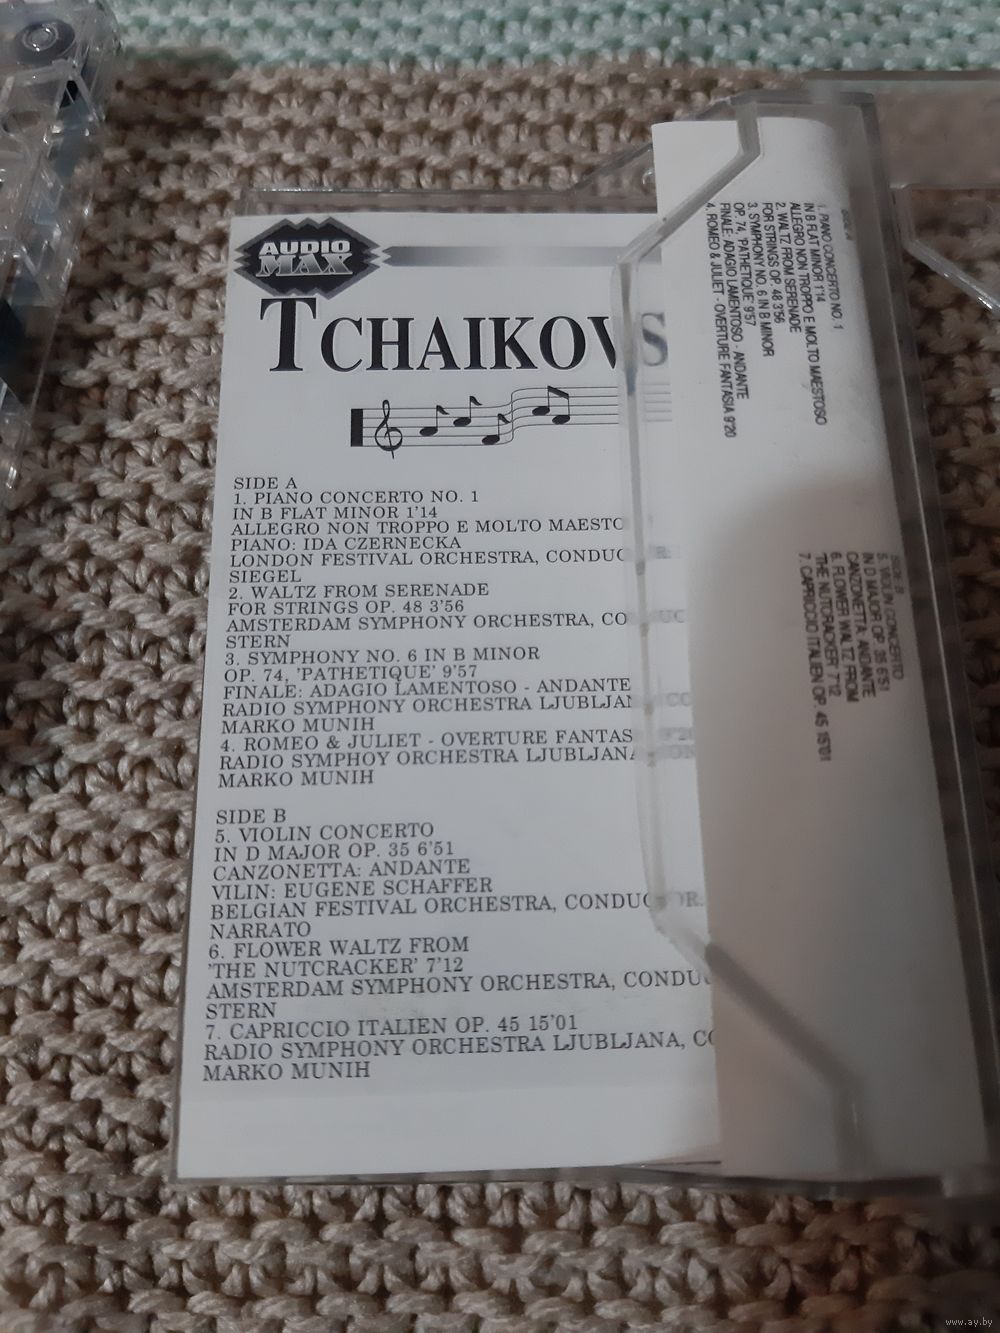 AUDIO
MAX
TCHAIKOVS
SIDE A
1. PIANO CONCERTO NO. 1
IN B FLAT MINOR 1'14
ALLEGRO NON TROPPO E MOLTO MAESTO
PIANO: IDA CZERNECKA
LONDON FESTIVAL ORCHESTRA, CONDUC
SIEGEL
2. WALTZ FROM SERENADE
FOR STRINGS OP. 48 3'56
AMSTERDAM SYMPHONY ORCHESTRA, CO
STERN
3. SYMPHONY NO. 6 IN B MINOR
OP. 74, 'PATHETIQUE' 9'57
FINALE: ADAGIO LAMENTOSO - ANDANTE
RADIO SYMPHONY ORCHESTRA LJUBLJAN
MARKO MUNIH
4. ROMEO & JULIET - OVERTURE FANTAS 9'20
RADIO SYMPHOY ORCHESTRA LJUBLJANA
MARKO MUNIH
SIDE B
5. VIOLIN CONCERTO
IN D MAJOR OP. 35 6'51
CANZONETTA: ANDANTE
VILIN: EUGENE SCHAFFER
BELGIAN FESTIVAL ORCHESTRA, CONDUCTOR:
NARRATO
6. FLOWER WALTZ FROM
'THE NUTCRACKER' 7'12
AMSTERDAM SYMPHONY ORCHESTRA, CONDU
STERN
7. CAPRICCIO ITALIEN OP. 45 15'01
RADIO SYMPHONY ORCHESTRA LJUBLJANA, CO
MARKO MUNIH
SIDE A
1. PIANO CONCERTO NO. 1
IN B FLAT MINOR 1'14
ALLEGRO NON TROPPO E MOLTO MAESTOSO
2. WALTZ FROM SERENADE
FOR STRINGS OP. 48 3'56
3. SYMPHONY NO. 6 IN B MINOR
OP. 74, 'PATHETIQUE' 9'57
FINALE: ADAGIO LAMENTOSO - ANDANTE
4. ROMEO & JULIET - OVERTURE FANTASIA 9'20
SIDE B
5. VIOLIN CONCERTO
IN D MAJOR OP. 35 6'51
CANZONETTA: ANDANTE
6. FLOWER WALTZ FROM
'THE NUTCRACKER' 7'12
7. CAPRICCIO ITALIEN OP. 45 15'01
www.ay.by